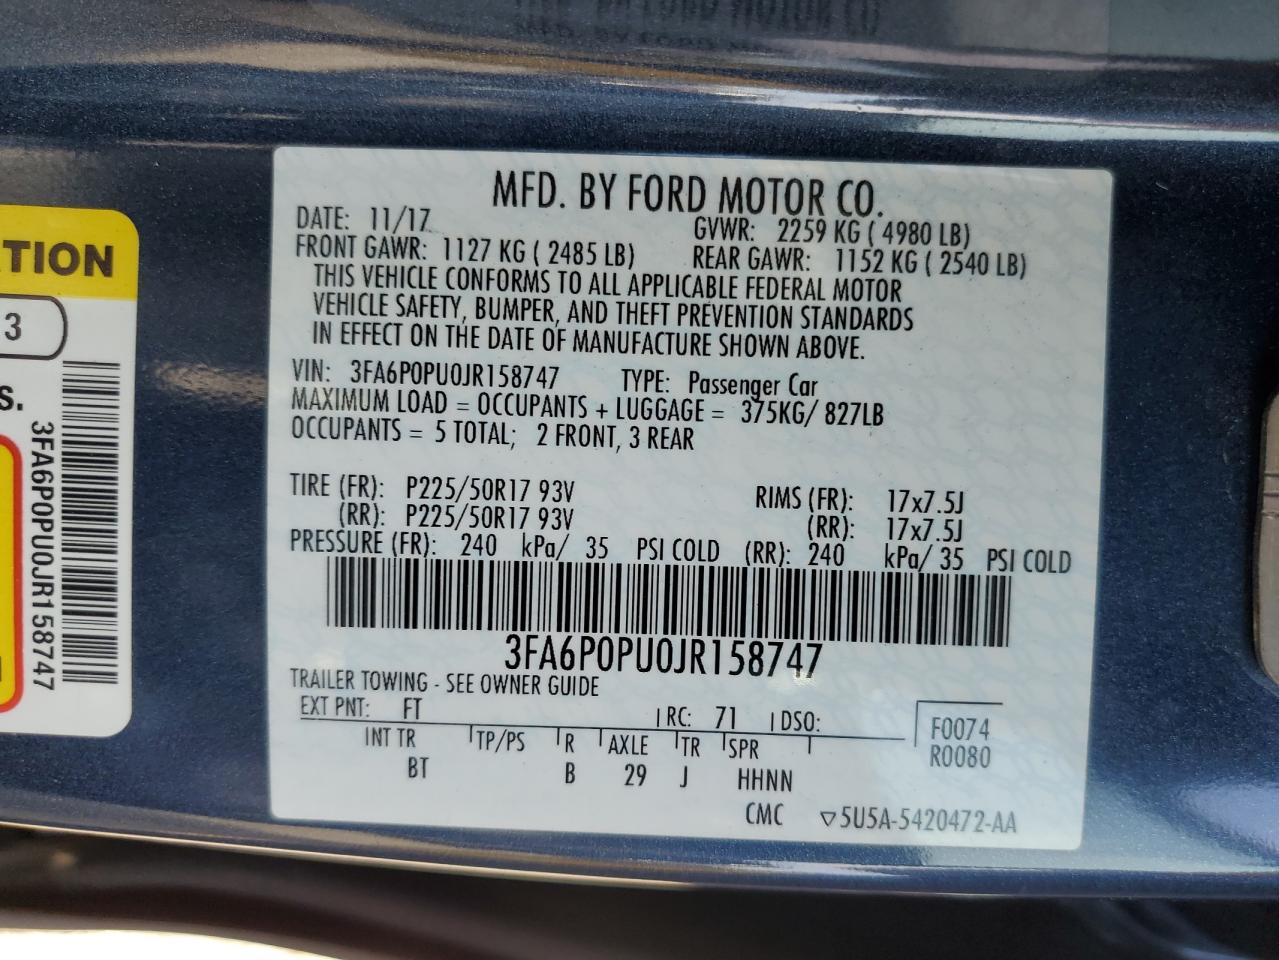 MFD. BY FORD MOTOR CO.
DATE: 11/17 GVWR: 2259 KG ( 4980 LB)
FRONT GAWR: 1127 KG ( 2485 LB) REAR GAWR: 1152 KG ( 2540 LB)
THIS VEHICLE CONFORMS TO ALL APPLICABLE FEDERAL MOTOR
VEHICLE SAFETY, BUMPER, AND THEFT PREVENTION STANDARDS
IN EFFECT ON THE DATE OF MANUFACTURE SHOWN ABOVE.
VIN: 3FA6P0PU0JR158747 TYPE: Passenger Car
MAXIMUM LOAD = OCCUPANTS + LUGGAGE = 375KG/ 827LB
OCCUPANTS = 5 TOTAL; 2 FRONT, 3 REAR
TIRE (FR): P225/50R17 93V RIMS (FR): 17x7.5J
(RR): P225/50R17 93V (RR): 17x7.5J
PRESSURE (FR): 240 kPa/ 35 PSI COLD (RR): 240 kPa/ 35 PSI COLD
3FA6P0PU0JR158747
TRAILER TOWING - SEE OWNER GUIDE
EXT PNT: FT RC: 71 DSO: F0074
INT TR TP/PS R AXLE TR SPR R0080
BT B 29 J HHNN
CMC ▽5U5A-5420472-AA
TION
3
S.
3FA6P0PU0JR158747